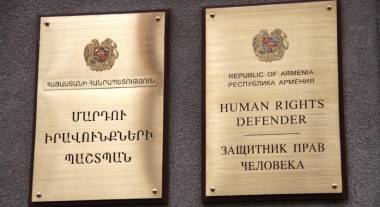 ՀԱՅԱՍՏԱՆԻ ՀԱՆՐԱՊԵՏՈՒԹՅՈՒՆ
ՄԱՐԴՈՒ
ԻՐԱՎՈՒՆՔՆԵՐԻ
ՊԱՇՏՊԱՆ
REPUBLIC OF ARMENIA
РЕСПУБЛИКА АРМЕНИЯ
HUMAN RIGHTS
DEFENDER
ЗАЩИТНИК ПРАВ
ЧЕЛОВЕКА